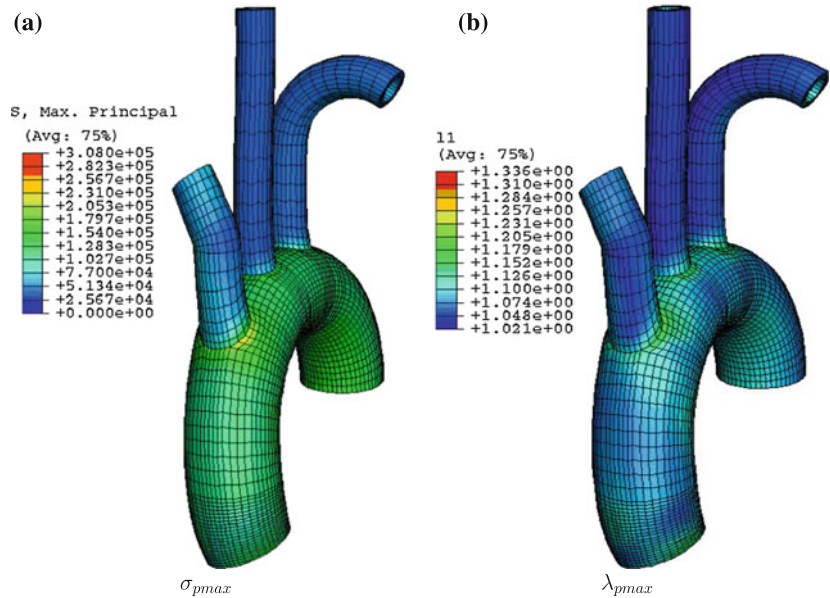 (a)
S, Max. Principal
(Avg: 75%)
+3.080e+05
+2.823e+05
+2.567e+05
+2.310e+05
+2.053e+05
+1.797e+05
+1.540e+05
+1.283e+05
+1.027e+05
+7.700e+04
+5.134e+04
+2.567e+04
+0.000e+00
σpmax
(b)
l1
(Avg: 75%)
+1.336e+00
+1.310e+00
+1.284e+00
+1.257e+00
+1.231e+00
+1.205e+00
+1.179e+00
+1.152e+00
+1.126e+00
+1.100e+00
+1.074e+00
+1.048e+00
+1.021e+00
λpmax